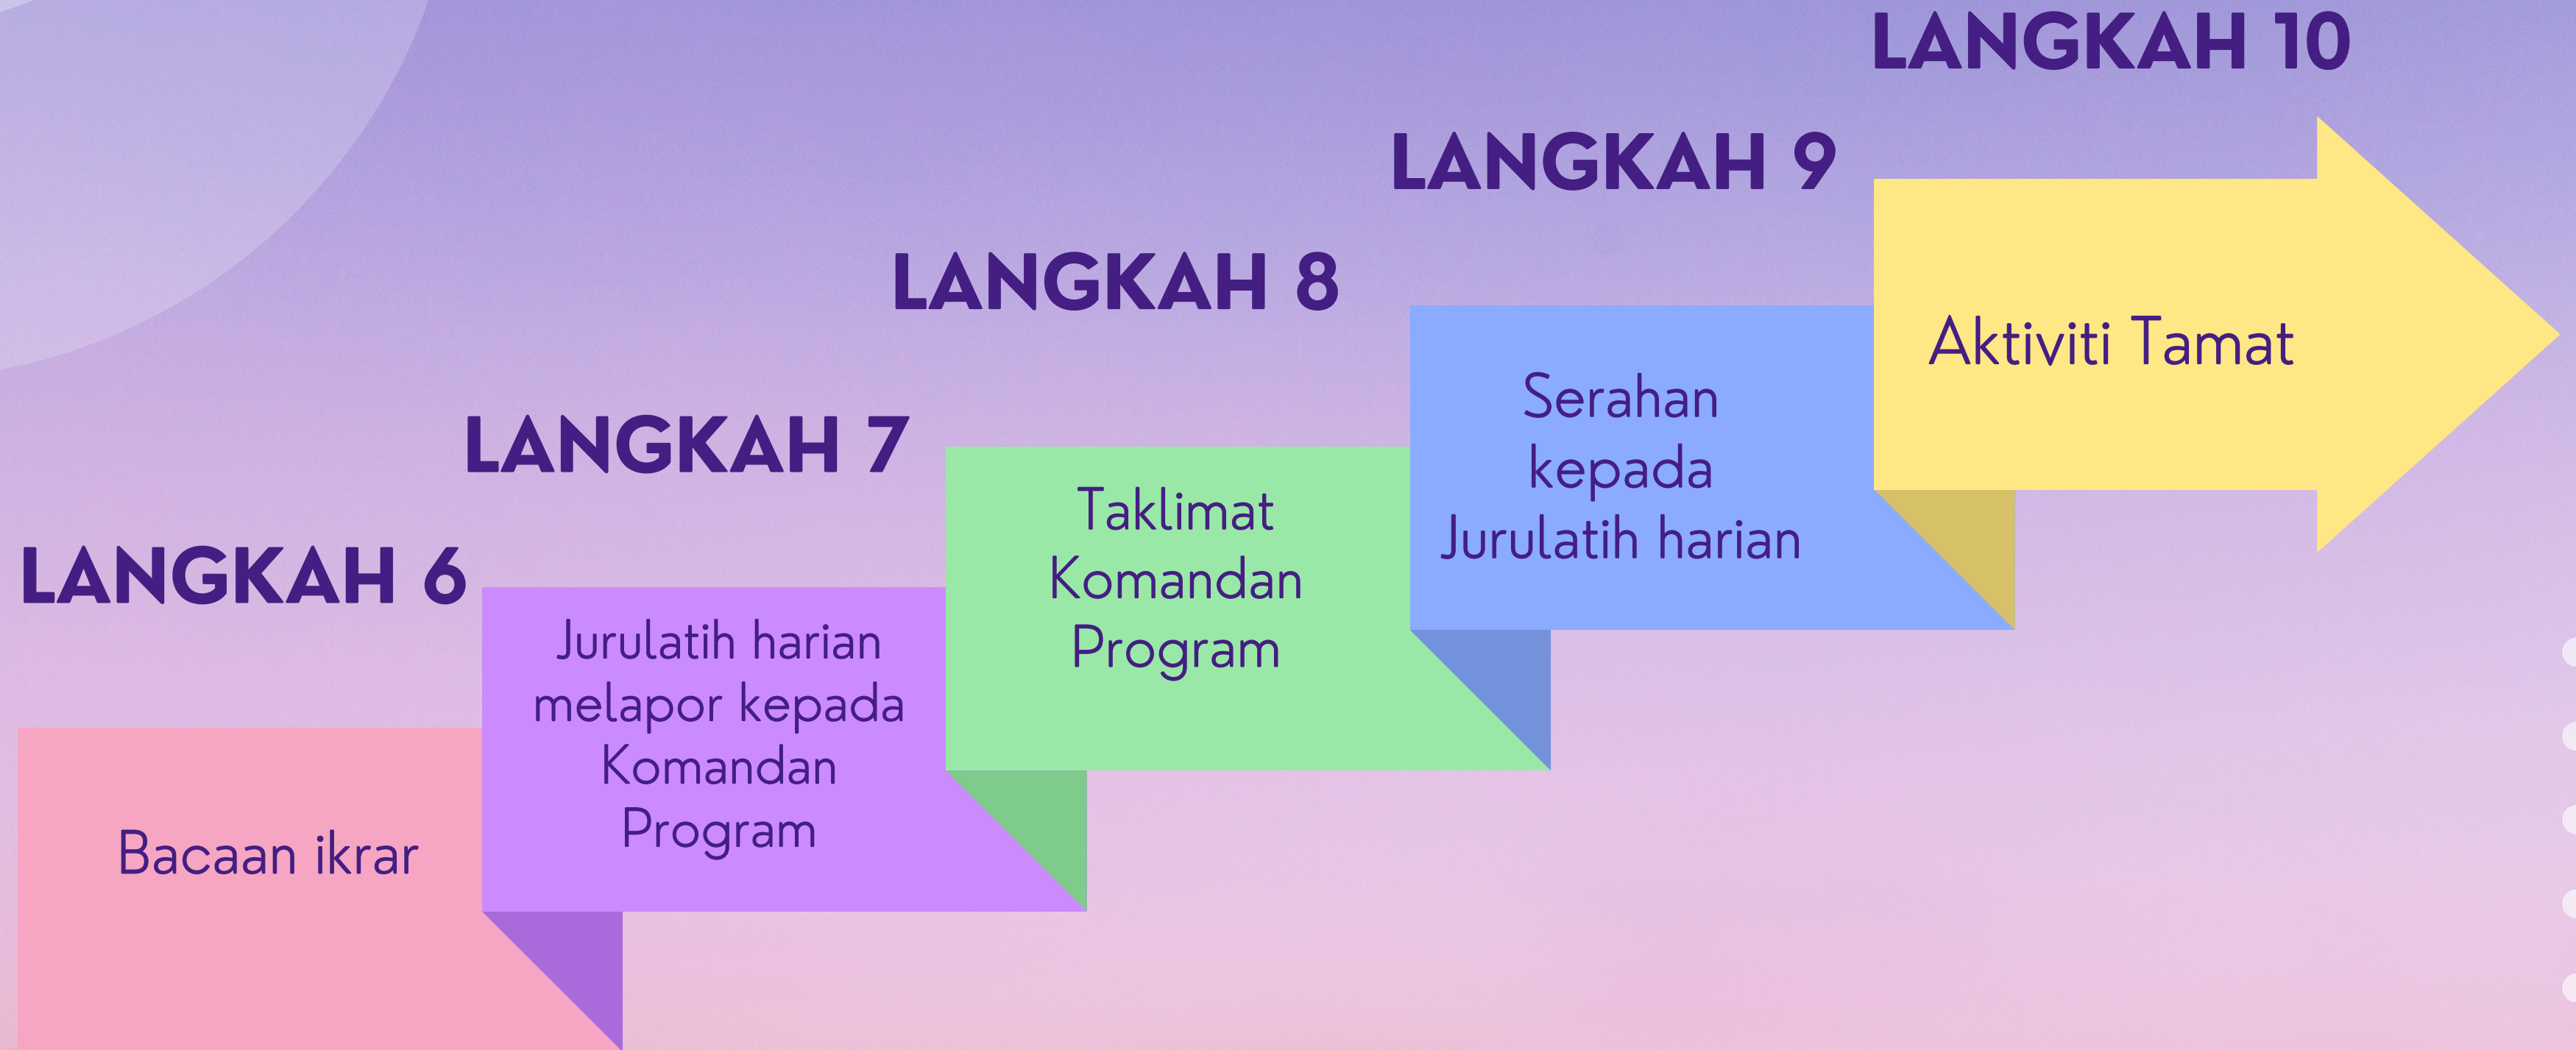 LANGKAH 6
Bacaan ikrar
LANGKAH 7
Jurulatih harian
melapor kepada
Komandan
Program
LANGKAH 8
Taklimat
Komandan
Program
LANGKAH 9
Serahan
kepada
Jurulatih harian
LANGKAH 10
Aktiviti Tamat